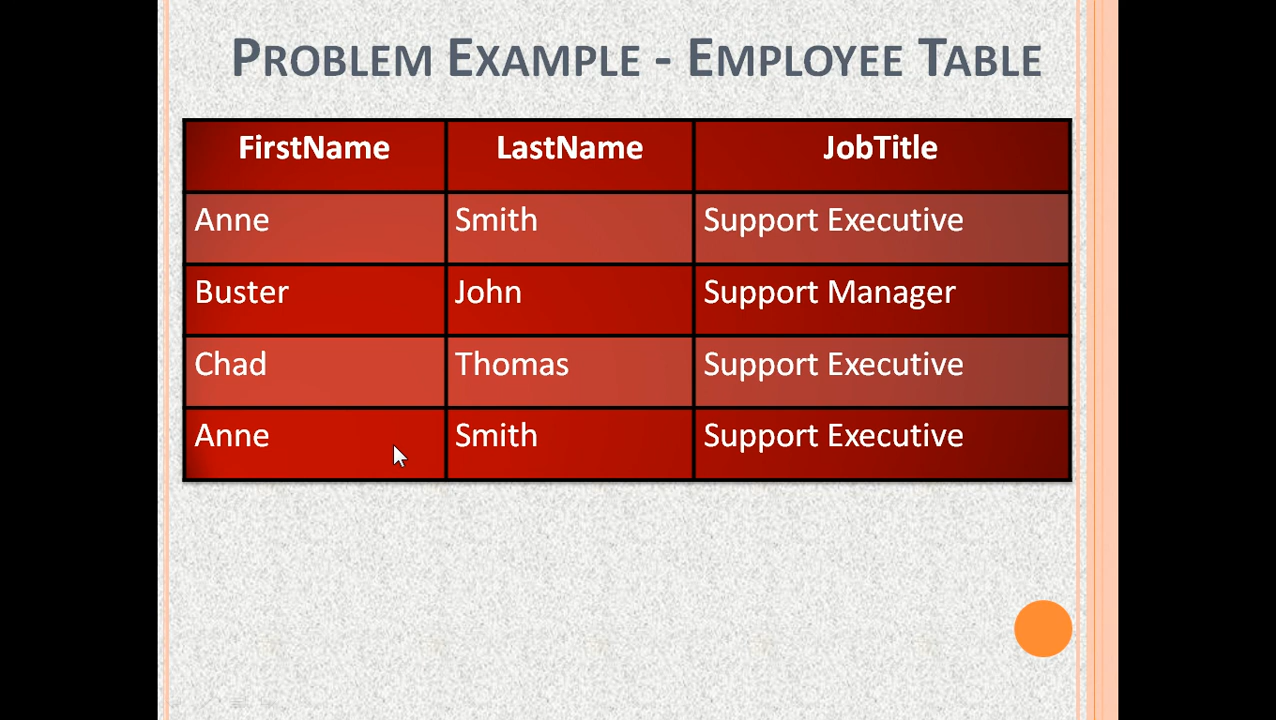 PROBLEM EXAMPLE - EMPLOYEE TABLE
FirstName LastName JobTitle
Anne Smith Support Executive
Buster John Support Manager
Chad Thomas Support Executive
Anne Smith Support Executive